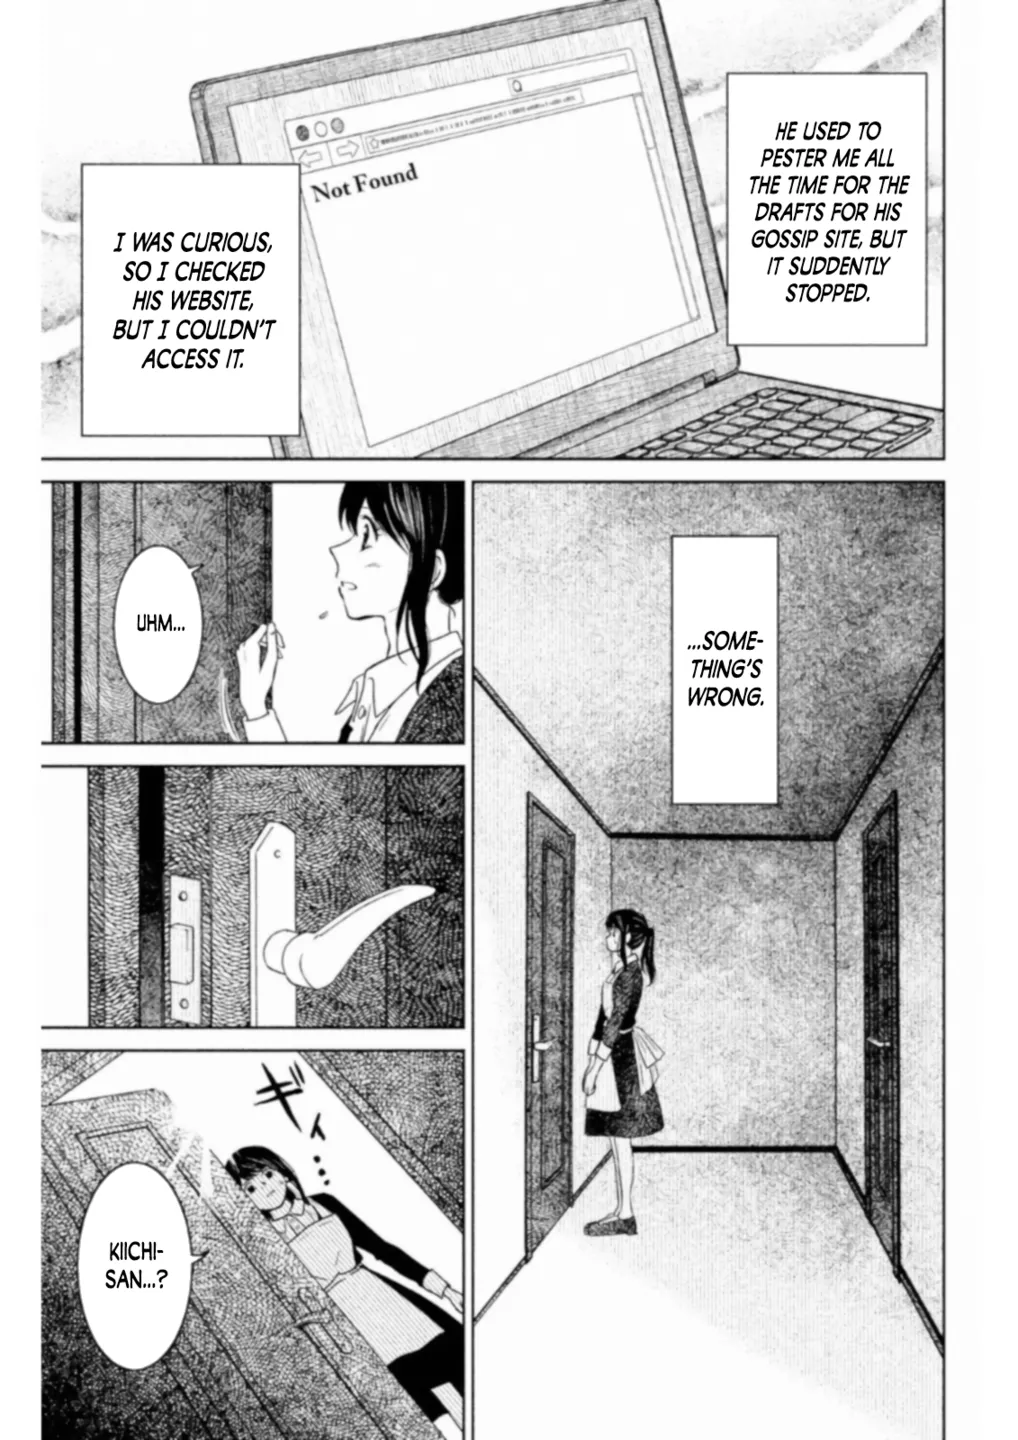 HE USED TO
PESTER ME ALL
THE TIME FOR THE
DRAFTS FOR HIS
GOSSIP SITE, BUT
IT SUDDENLY
STOPPED.
I WAS CURIOUS,
SO I CHECKED
HIS WEBSITE,
BUT I COULDN'T
ACCESS IT.
Not Found
...SOME-
THING'S
WRONG.
UHM...
ギィ...
KIICHI-
SAN...?